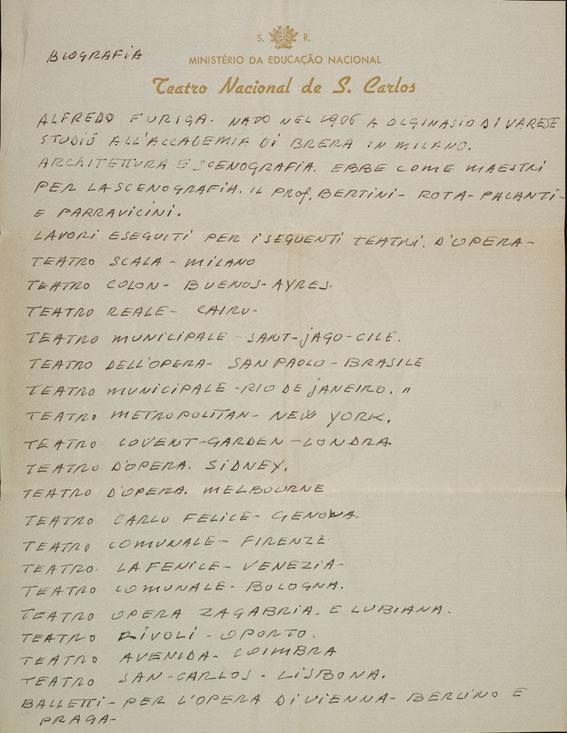 S. R.
MINISTÉRIO DA EDUCAÇÃO NACIONAL
Teatro Nacional de S. Carlos
BIOGRAFIA
ALFREDO FURIGA. NATO NEL 1906 A OLGINASIO DI VARESE
STUDIÓ ALL'ACCADEMIA DI BRERA IN MILANO.
ARCHITETTURA E SCENOGRAFIA. EBBE COME MAESTRI
PER LA SCENOGRAFIA. IL PROF. BERTINI- ROTA- PALANTI-
E PARRAVICINI.
LAVORI ESEGUITI PER I SEGUENTI TEATRI. D'OPERA-
TEATRO SCALA - MILANO
TEATRO COLON - BUENOS-AYRES.
TEATRO REALE - CAIRO-
TEATRO MUNICIPALE - SANT-JAGO-CILE.
TEATRO DELL'OPERA- SAN PAOLO - BRASILE
TEATRO MUNICIPALE - RIO DE JANEIRO. "
TEATRO METROPOLITAN - NEW YORK.
TEATRO COVENT-GARDEN - LONDRA
TEATRO D'OPERA. SIDNEY.
TEATRO D'OPERA. MELBOURNE
TEATRO CARLO FELICE - GENOVA.
TEATRO COMUNALE - FIRENZE
TEATRO. LA FENICE - VENEZIA-
TEATRO COMUNALE - BOLOGNA.
TEATRO OPERA ZAGABRIA. E LUBIANA.
TEATRO RIVOLI - OPORTO.
TEATRO AVENIDA - COIMBRA
TEATRO SAN-CARLOS - LISBONA.
BALLETTI - PER L'OPERA DI VIENNA - BERLINO E
PRAGA-